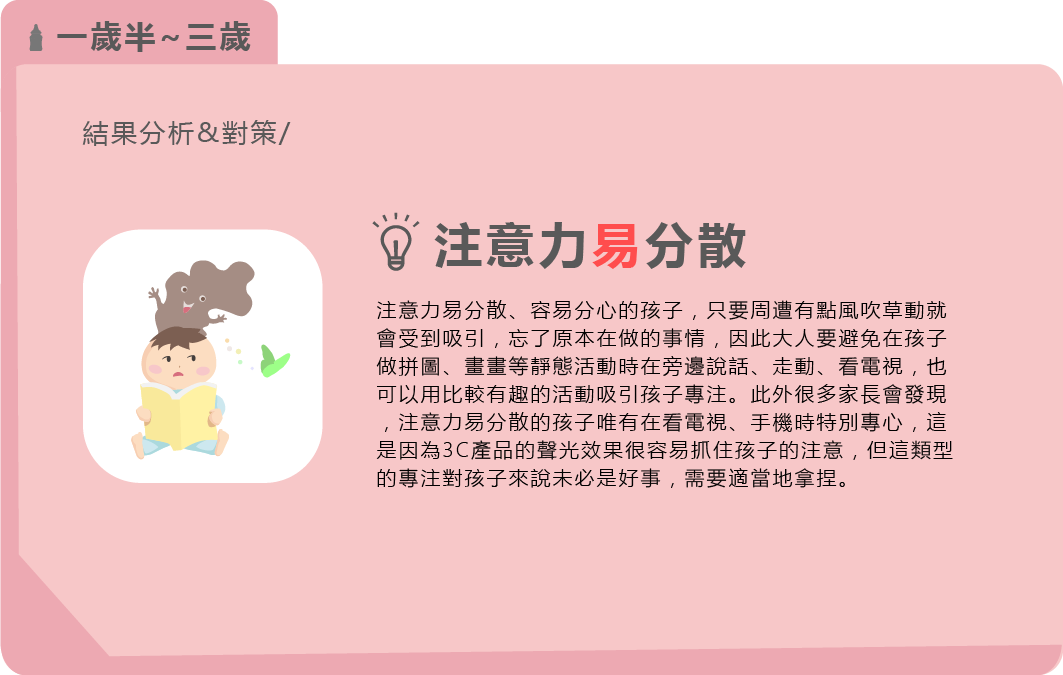 一歲半~三歲
結果分析&對策/
注意力易分散
注意力易分散、容易分心的孩子，只要周遭有點風吹草動就
會受到吸引，忘了原本在做的事情，因此大人要避免在孩子
做拼圖、畫畫等靜態活動時在旁邊說話、走動、看電視，也
可以用比較有趣的活動吸引孩子專注。此外很多家長會發現
，注意力易分散的孩子唯有在看電視、手機時特別專心，這
是因為3C產品的聲光效果很容易抓住孩子的注意，但這類型
的專注對孩子來說未必是好事，需要適當地拿捏。